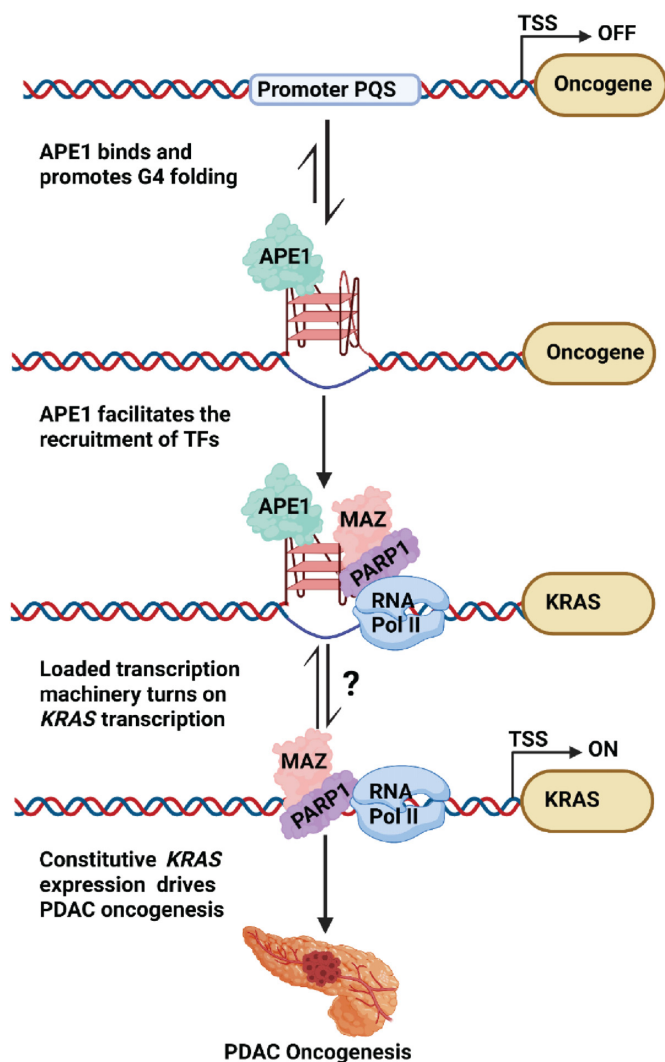 TSS
OFF
Promoter PQS
Oncogene
APE1 binds and
promotes G4 folding
APE1
Oncogene
APE1 facilitates the
recruitment of TFs
APE1
MAZ
PARP1
RNA
Pol II
KRAS
Loaded transcription
machinery turns on
KRAS transcription
?
MAZ
TSS
ON
PARP1
RNA
Pol II
KRAS
Constitutive KRAS
expression drives
PDAC oncogenesis
PDAC Oncogenesis